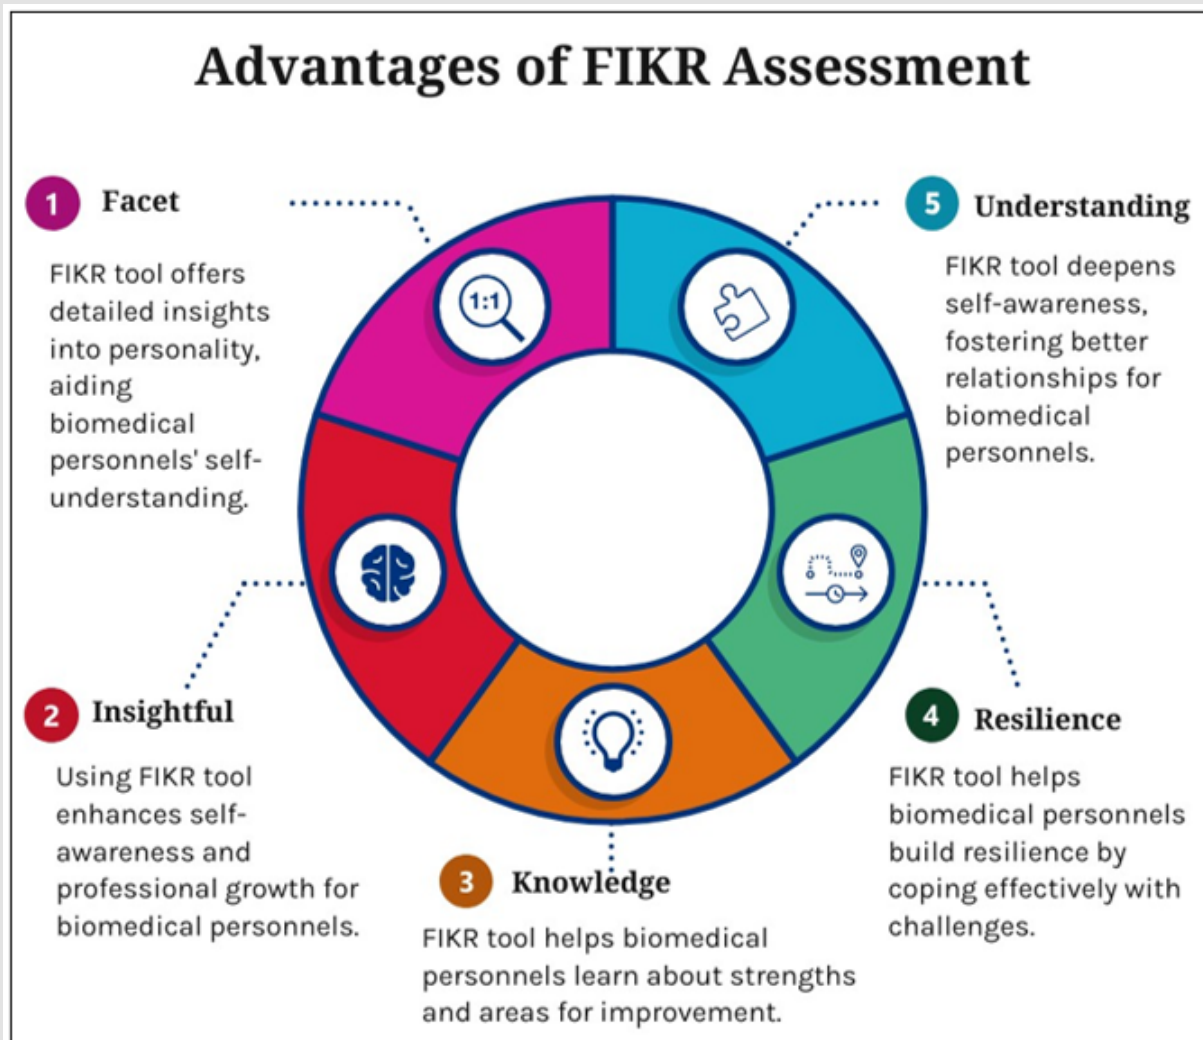 Advantages of FIKR Assessment
1 Facet
FIKR tool offers
detailed insights
into personality,
aiding
biomedical
personnels' self-
understanding.
1:1
2 Insightful
Using FIKR tool
enhances self-
awareness and
professional growth for
biomedical personnels.
3 Knowledge
FIKR tool helps biomedical
personnels learn about strengths
and areas for improvement.
4 Resilience
FIKR tool helps
biomedical personnels
build resilience by
coping effectively with
challenges.
5 Understanding
FIKR tool deepens
self-awareness,
fostering better
relationships for
biomedical
personnels.